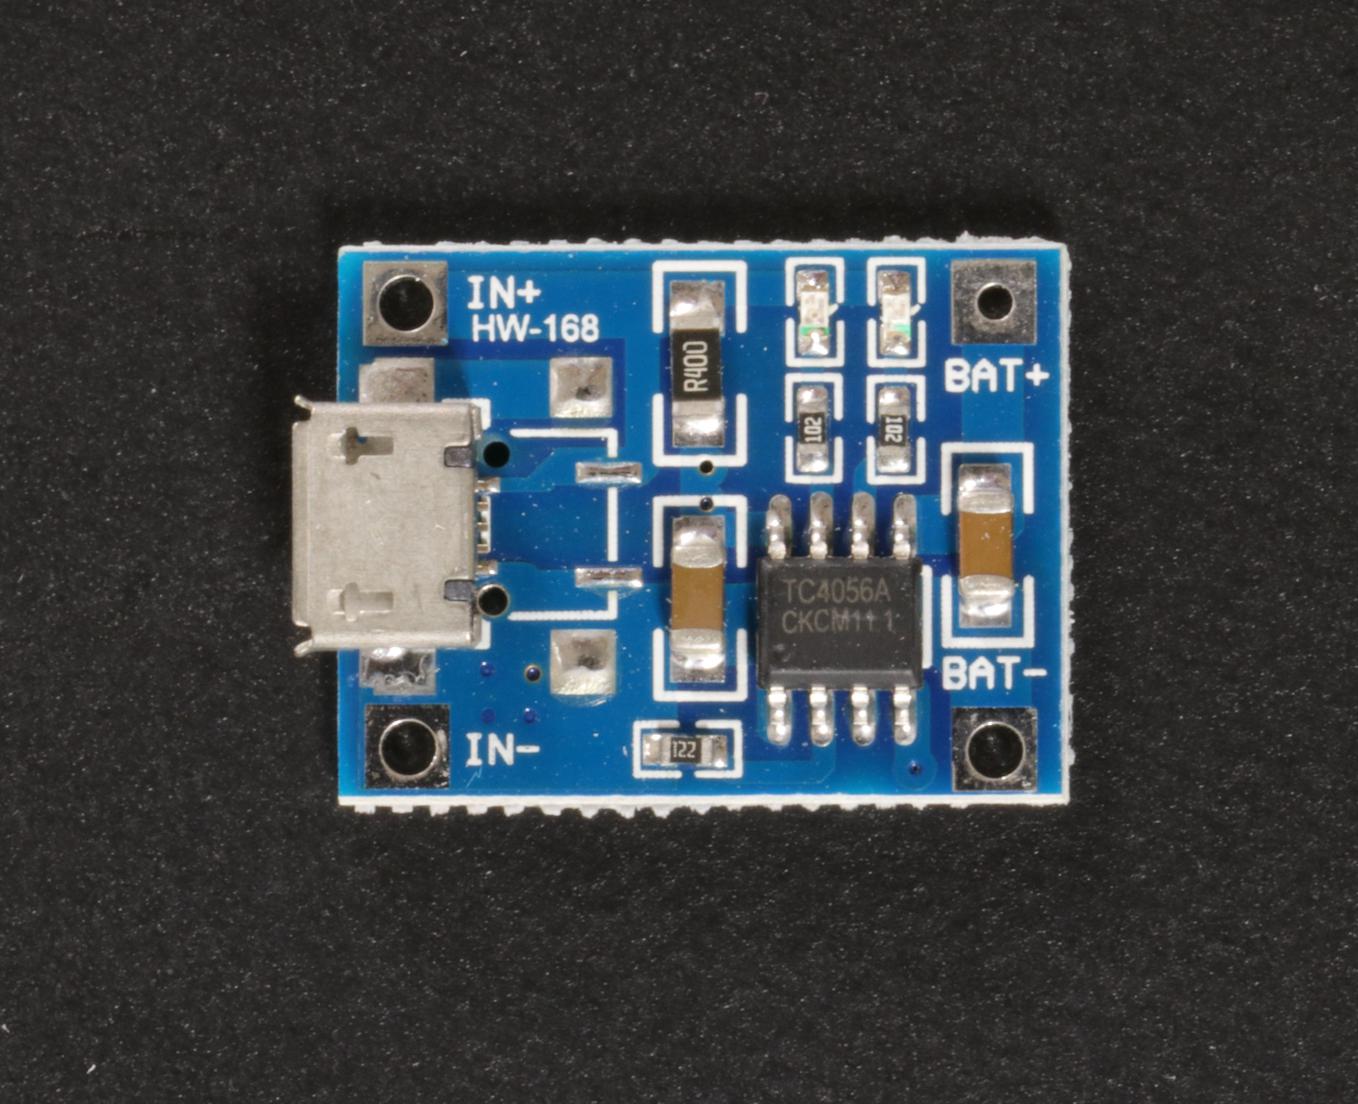 IN+
HW-168
R400
102
102
BAT+
TC4056A
CKCM111
BAT-
IN-
122